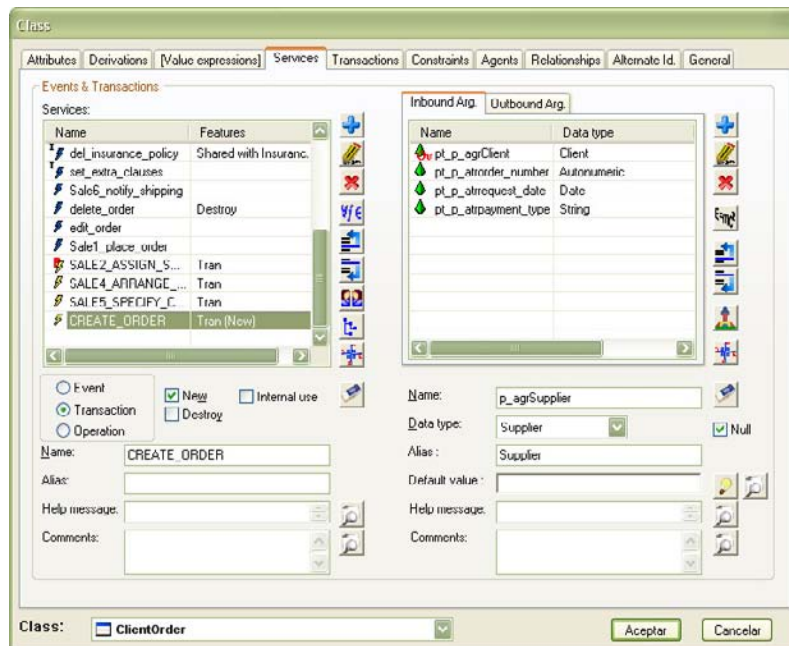 Class
Attributes Derivations [Value expressions] Services Transactions Constraints Agents Relationships Alternate Id. General
Events & Transactions
Services:
Name Features
del_insurance_policy Shared with Insuranc.
set_extra_clauses
Sale6_notify_shipping
delete_order Destroy
edit_order
Sale1_place_order
SALE2_ASSIGN_S... Tran
SALE4_ARRANGE_... Tran
SALE5_SPECIFY_C... Tran
CREATE_ORDER Tran (New)
Event
Transaction
Operation
New
Destroy
Internal use
Name: CREATE_ORDER
Alias:
Help message:
Comments:
Inbound Arg. Outbound Arg.
Name Data type
pt_p_agrClient Client
pt_p_atrorder_number Autonumeric
pt_p_atrrequest_date Date
pt_p_atrpayment_type String
Name: p_agrSupplier
Data type: Supplier
Null
Alias : Supplier
Default value :
Help message:
Comments:
Class: ClientOrder
Aceptar Cancelar